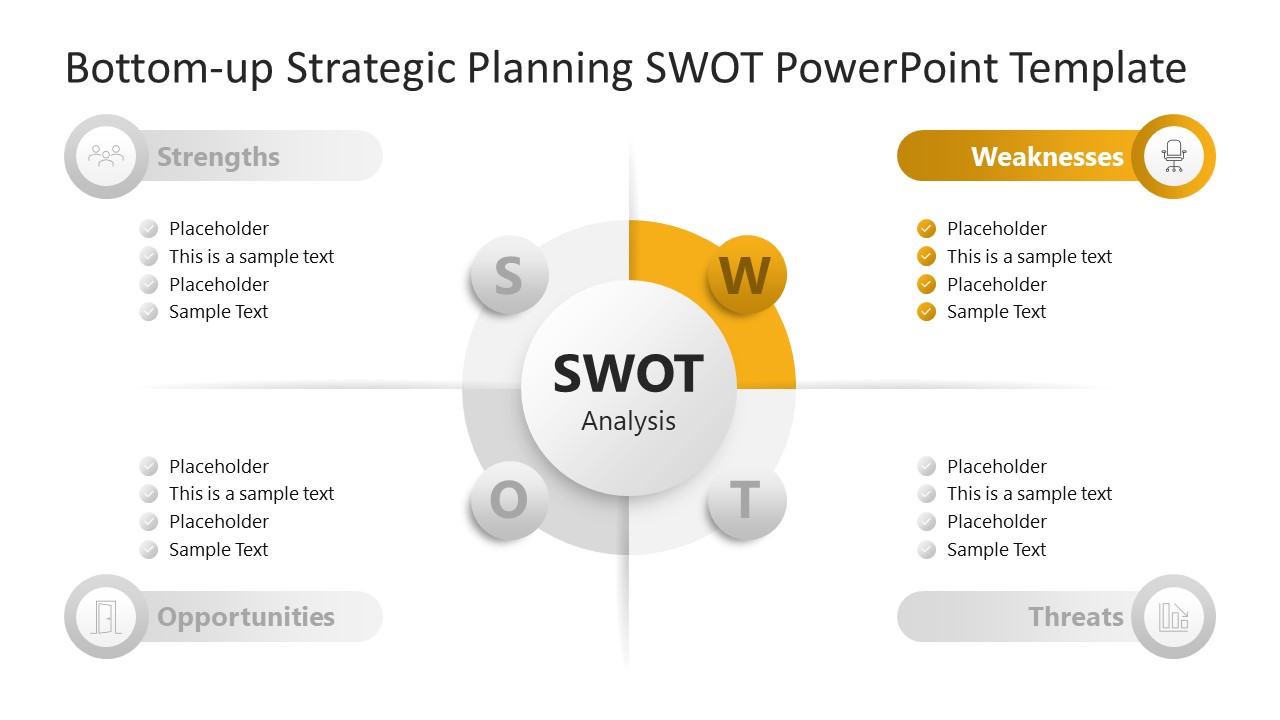 Bottom-up Strategic Planning SWOT PowerPoint Template
Strengths
Placeholder
This is a sample text
Placeholder
Sample Text
Weaknesses
Placeholder
This is a sample text
Placeholder
Sample Text
S
W
SWOT
Analysis
O
T
Placeholder
This is a sample text
Placeholder
Sample Text
Opportunities
Placeholder
This is a sample text
Placeholder
Sample Text
Threats